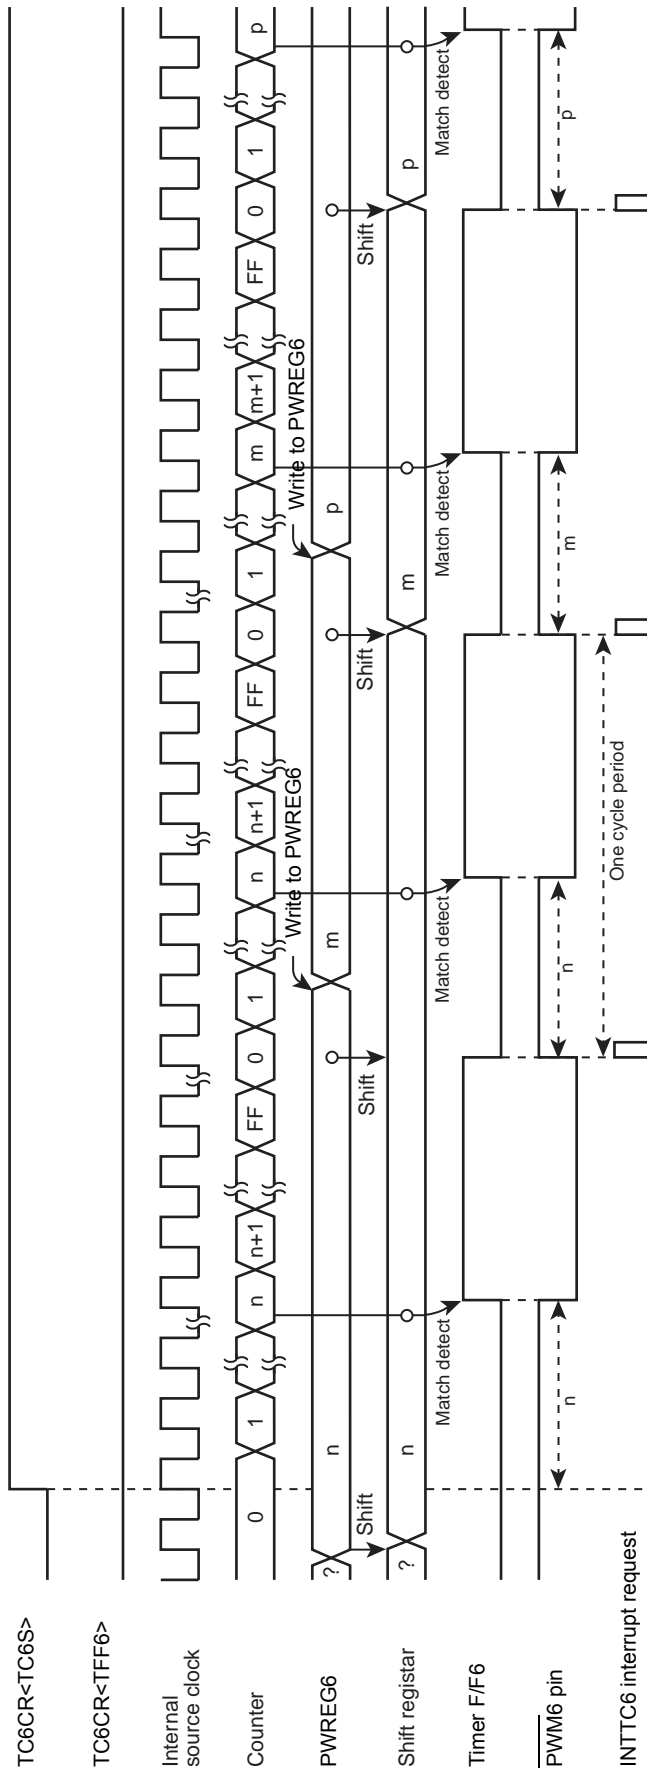 TC6CR<TC6S>
TC6CR<TFF6>
Internal
source clock
Counter 0 1 n n+1 FF 0 1 n n+1 FF 0 1 m m+1 FF 0 1 p
Write to PWREG6 Write to PWREG6
PWREG6 ? n m p
Shift Shift Shift Shift
Shift registar ? n m p
Match detect Match detect Match detect Match detect
Timer F/F6
PWM6 pin
n n m p
One cycle period
INTTC6 interrupt request